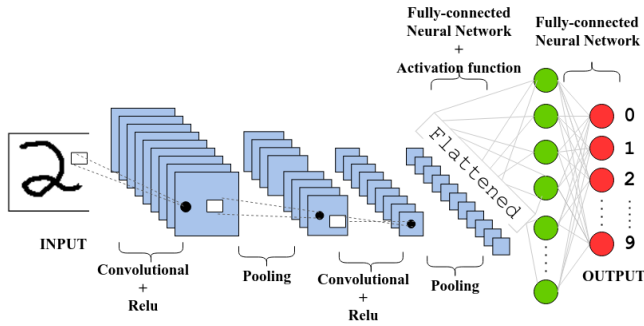 Fully-connected
Neural Network
+
Activation function
Fully-connected
Neural Network
Flattened
0
1
2
9
INPUT
OUTPUT
Convolutional
+
Relu
Pooling
Convolutional
+
Relu
Pooling